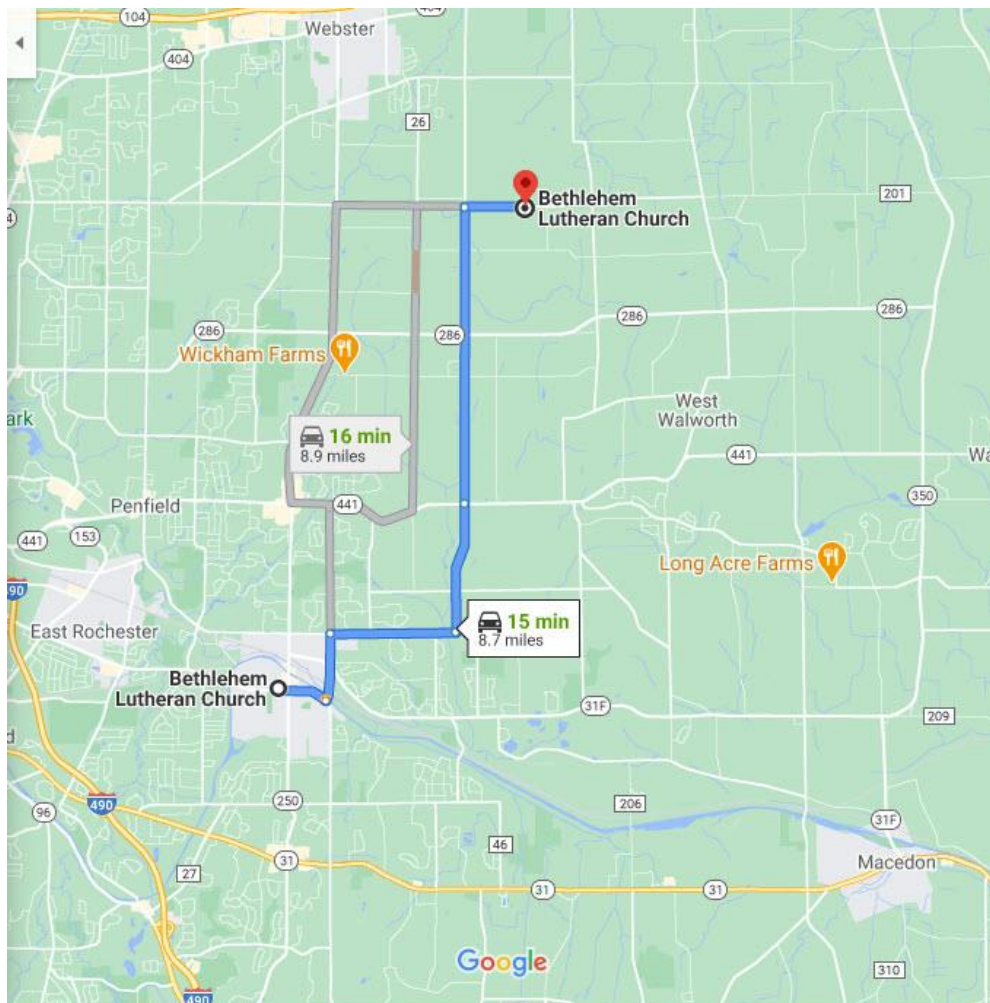 104
404
Webster
404
26
Bethlehem
Lutheran Church
201
4
286
286
286
Wickham Farms
West
Walworth
ark
16 min
8.9 miles
441
Wa
350
Penfield
441
441
153
Long Acre Farms
90
15 min
8.7 miles
East Rochester
Bethlehem
Lutheran Church
31F
209
d
490
250
206
96
31F
46
31
Macedon
27
31
31
Google
310
490